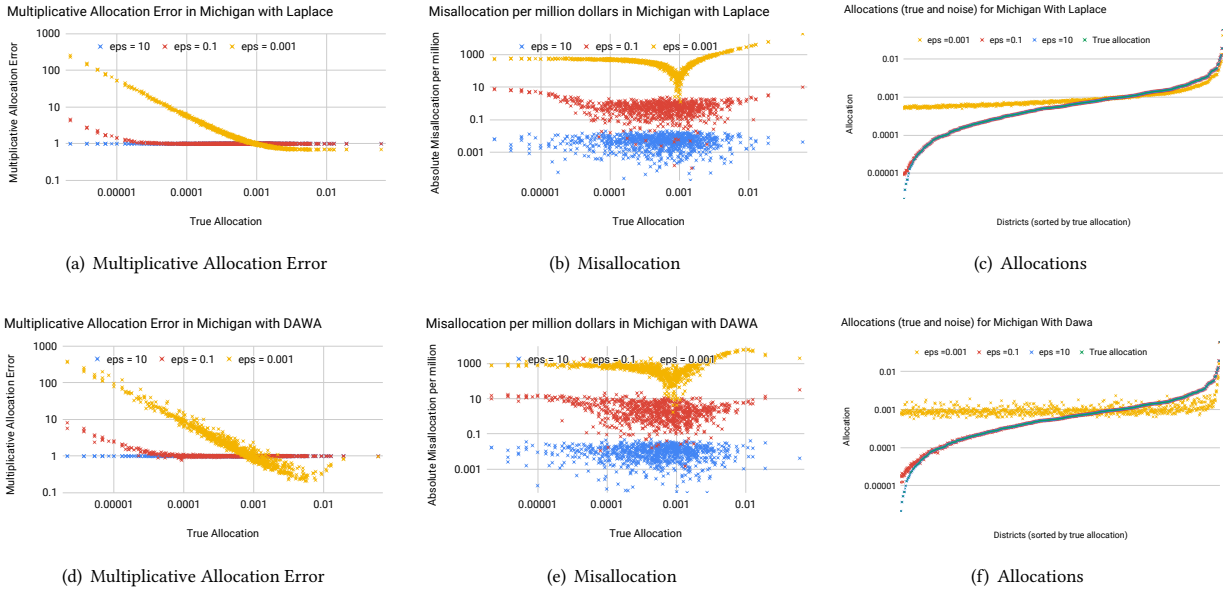 Multiplicative Allocation Error in Michigan with Laplace
× eps = 10 × eps = 0.1 × eps = 0.001
1000
100
10
1
0.1
Multiplicative Allocation Error
0.00001 0.0001 0.001 0.01
True Allocation
(a) Multiplicative Allocation Error
Misallocation per million dollars in Michigan with Laplace
× eps = 10 × eps = 0.1 × eps = 0.001
1000
10
0.1
0.001
Absolute Misallocation per million
0.00001 0.0001 0.001 0.01
True Allocation
(b) Misallocation
Allocations (true and noise) for Michigan With Laplace
× eps =0.001 × eps =0.1 × eps =10 × True allocation
0.01
0.001
0.0001
0.00001
Allocation
Districts (sorted by true allocation)
(c) Allocations
Multiplicative Allocation Error in Michigan with DAWA
× eps = 10 × eps = 0.1 × eps = 0.001
1000
100
10
1
0.1
Multiplicative Allocation Error
0.00001 0.0001 0.001 0.01
True Allocation
(d) Multiplicative Allocation Error
Misallocation per million dollars in Michigan with DAWA
× eps = 10 × eps = 0.1 × eps = 0.001
1000
10
0.1
0.001
Absolute Misallocation per million
0.00001 0.0001 0.001 0.01
True Allocation
(e) Misallocation
Allocations (true and noise) for Michigan With Dawa
× eps =0.001 × eps =0.1 × eps =10 × True allocation
0.01
0.001
0.0001
0.00001
Allocation
Districts (sorted by true allocation)
(f) Allocations